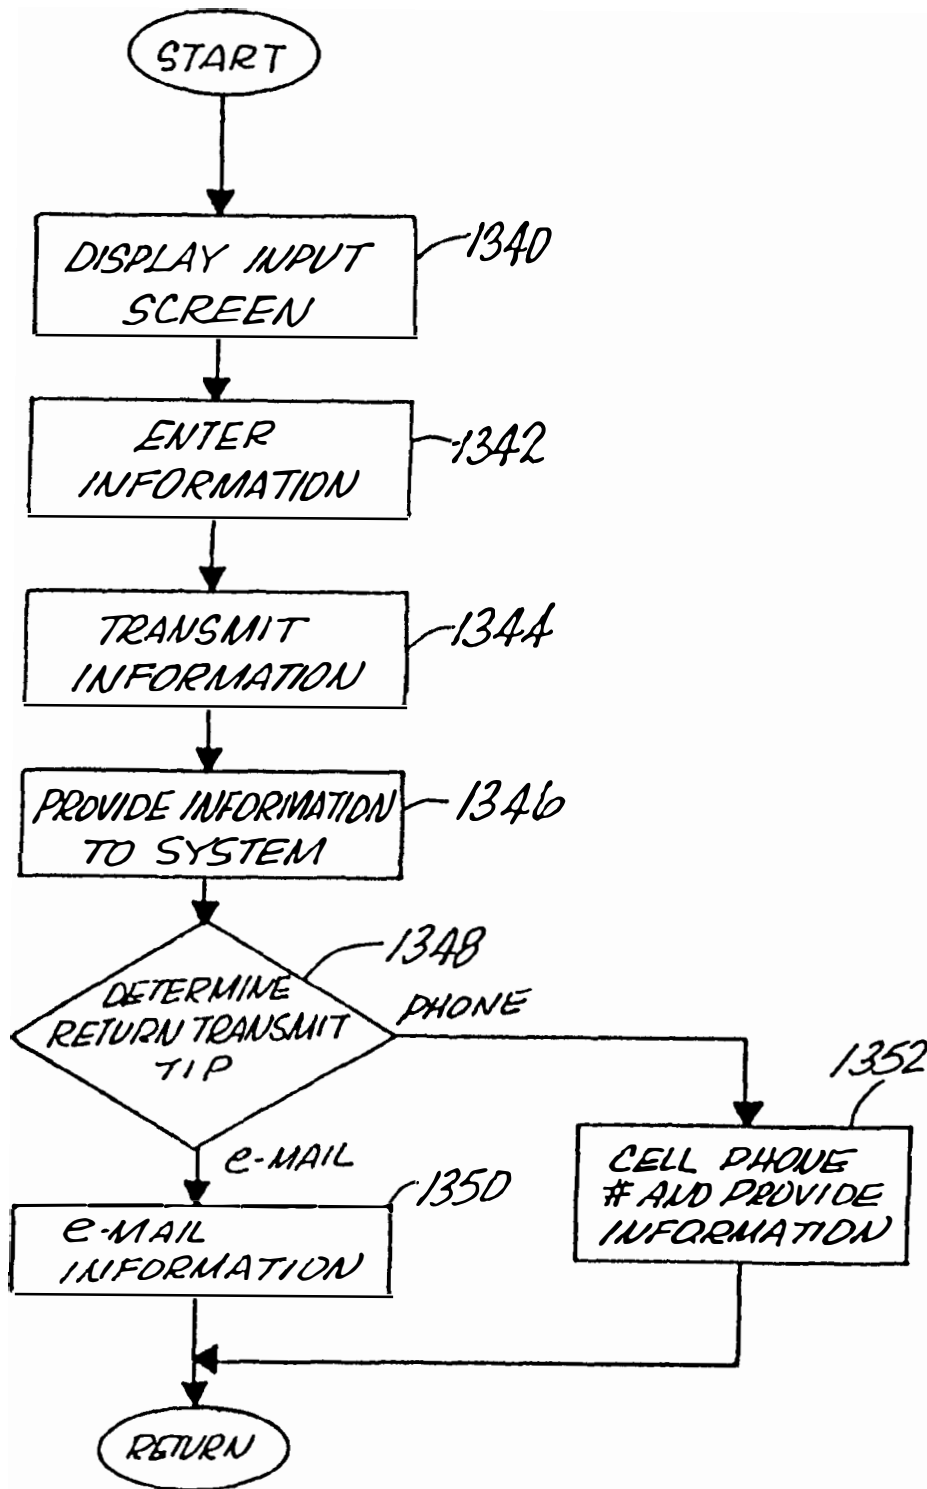 START
DISPLAY INPUT
SCREEN
1340
ENTER
INFORMATION
1342
TRANSMIT
INFORMATION
1344
PROVIDE INFORMATION
TO SYSTEM
1346
DETERMINE
RETURN TRANSMIT
TIP
1348
PHONE
e-MAIL
1352
CELL PHONE
# AND PROVIDE
INFORMATION
1350
e-MAIL
INFORMATION
RETURN